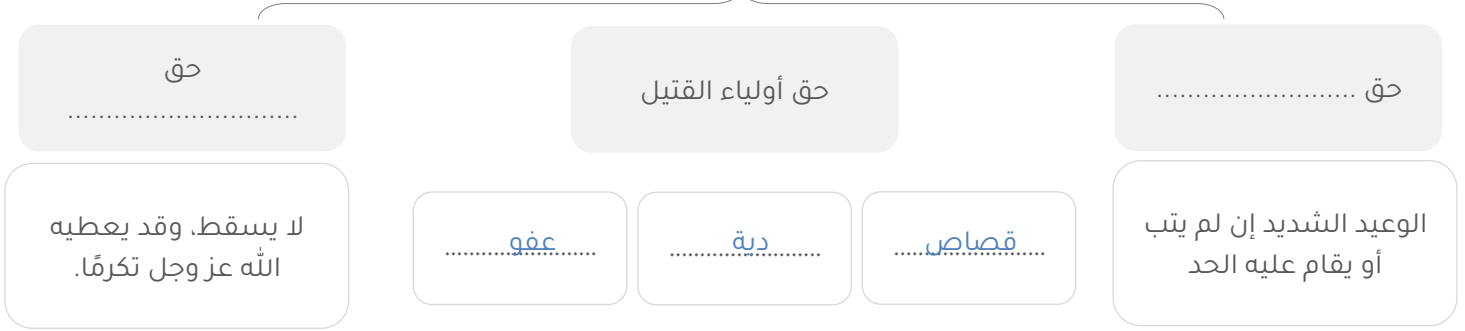 حق ..........................
حق أولياء القتيل
حق
..............................
الوعيد الشديد إن لم يتب
أو يقام عليه الحد
قصاص
دية
عفو
لا يسقط، وقد يعطيه
الله عز وجل تكرمًا.